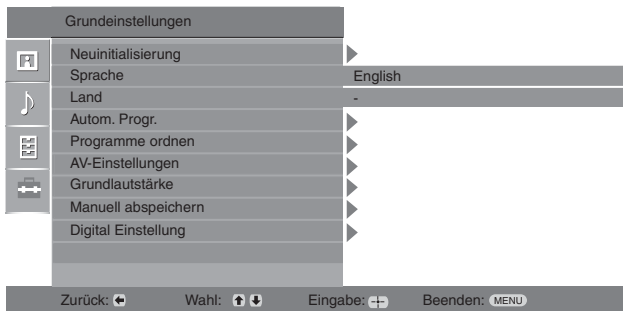 Grundeinstellungen
Neuinitialisierung
Sprache English
Land -
Autom. Progr.
Programme ordnen
AV-Einstellungen
Grundlautstärke
Manuell abspeichern
Digital Einstellung
Zurück: Wahl: Eingabe: Beenden: MENU